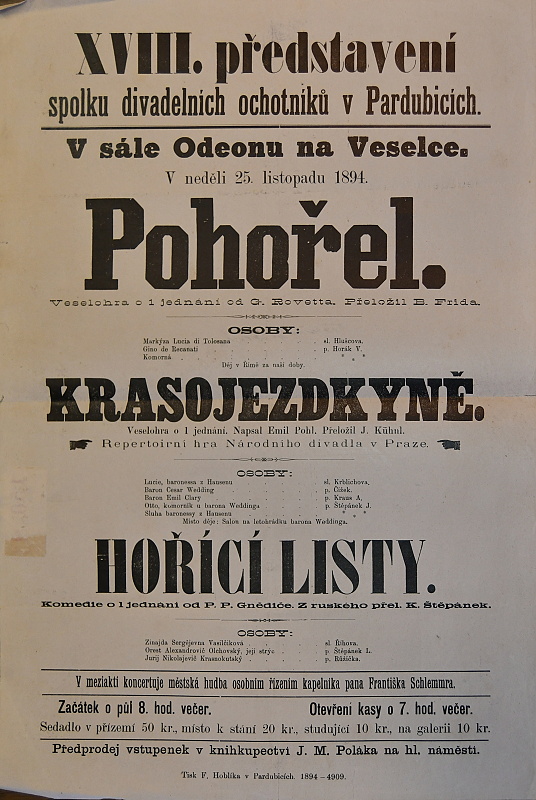 XVIII. představení
spolku divadelních ochotníků v Pardubicích.
V sále Odeonu na Veselce.
V neděli 25. listopadu 1894.
Pohořel.
Veselohra o 1 jednání od G. Rovetta. Přeložil B. Frida.
OSOBY:
Markýza Lucia di Tolosana . . . . sl. Hlušcova.
Gino de Recanati . . . . p. Horák V.
Komorná . . . . * * *
Děj v Římě za naší doby.
KRASOJEZDKYNĚ.
Veselohra o 1 jednání. Napsal Emil Pohl. Přeložil J. Kühnl.
Repertoirní hra Národního divadla v Praze.
OSOBY:
Lucie, baronessa z Hausenu . . . . sl. Krblichova.
Baron Cesar Wedding . . . . p. Čížek.
Baron Emil Clary . . . . p. Kraus A.
Otto, komorník u barona Weddinga . . . . p. Štěpánek J.
Sluha baronessy z Hausenu . . . . * * *
Místo děje: Salon na letohrádku barona Weddinga.
HOŘÍCÍ LISTY.
Komedie o 1 jednání od P. P. Gnědiče. Z ruského přel. K. Štěpánek.
OSOBY:
Zinajda Sergějevna Vasilčiková . . . . sl. Říhova.
Orest Alexandrovič Olchovský, její strýc . . . . p. Štěpánek L.
Jurij Nikolajevič Krasnokutský . . . . p. Růžička.
V meziaktí koncertuje městská hudba osobním řízením kapelníka pana Františka Schlemmra.
Začátek o půl 8. hod. večer. Otevření kasy o 7. hod. večer.
Sedadlo v přízemí 50 kr., místo k stání 20 kr., studující 10 kr., na galerii 10 kr.
Předprodej vstupenek v knihkupectví J. M. Poláka na hl. náměstí.
Tisk F. Hoblíka v Pardubicích. 1894—4909.